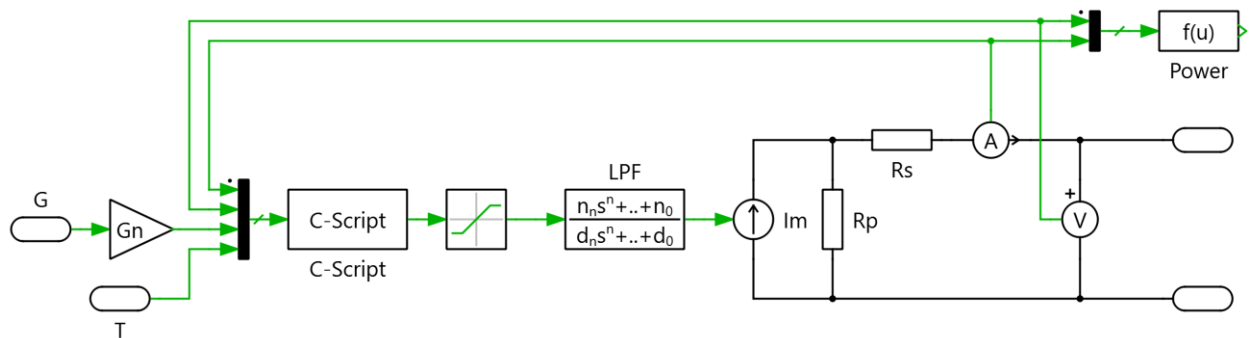 f(u)
Power
A
Rs
LPF
G
Gn
C-Script
C-Script
nₙsⁿ+..+n₀
dₙsⁿ+..+d₀
Im
Rp
+
V
T